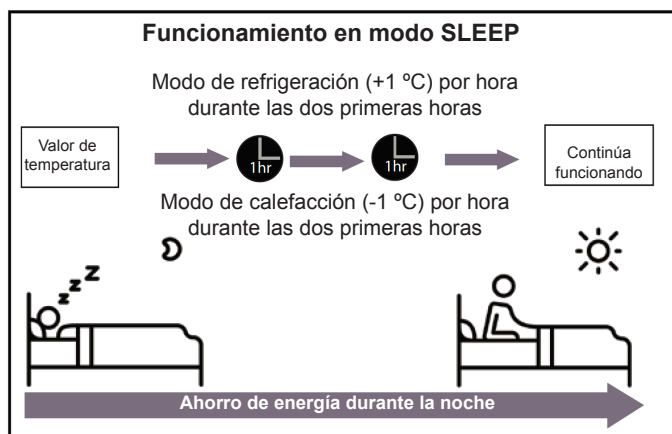 Funcionamiento en modo SLEEP
Modo de refrigeración (+1 ºC) por hora
durante las dos primeras horas
Valor de
temperatura
1hr
1hr
Continúa
funcionando
Modo de calefacción (-1 ºC) por hora
durante las dos primeras horas
z z z Z
Ahorro de energía durante la noche